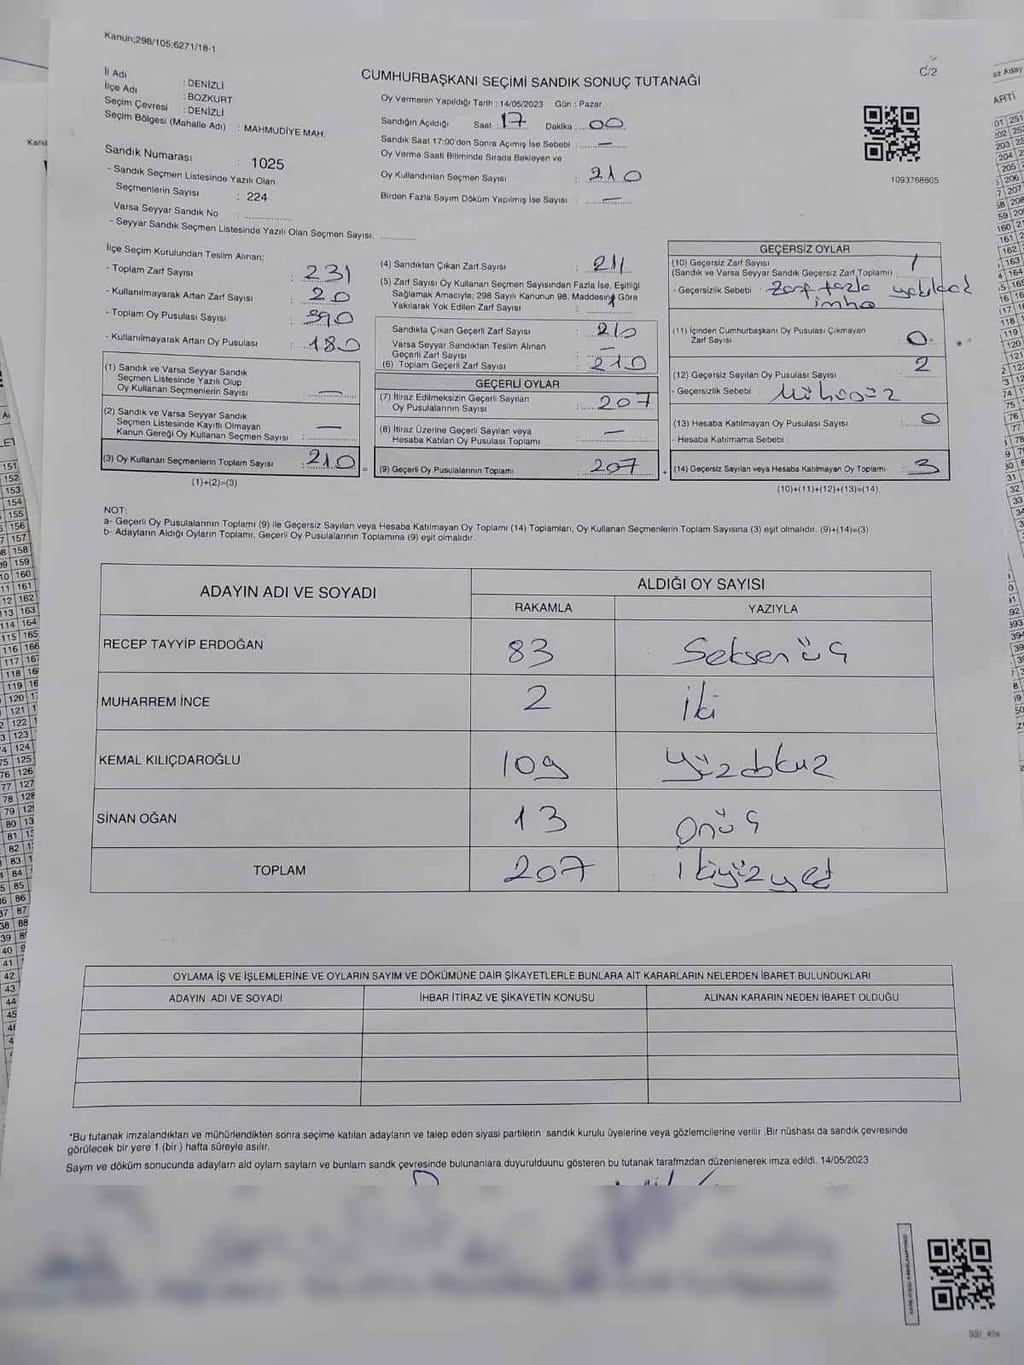 Kanun;298/105;6271/18-1
C/2
CUMHURBAŞKANI SEÇİMİ SANDIK SONUÇ TUTANAĞI
İl Adı : DENİZLİ
İlçe Adı : BOZKURT
Seçim Çevresi : DENİZLİ
Seçim Bölgesi (Mahalle Adı) : MAHMUDİYE MAH.
Sandık Numarası : 1025
- Sandık Seçmen Listesinde Yazılı Olan
Seçmenlerin Sayısı : 224
Varsa Seyyar Sandık No : ..............
- Seyyar Sandık Seçmen Listesinde Yazılı Olan Seçmen Sayısı: ..............
Oy Vermenin Yapıldığı Tarih : 14/05/2023 Gün : Pazar
Sandığın Açıldığı Saat : 17 Dakika : 00
Sandık Saat 17:00'den Sonra Açımış İse Sebebi : —
Oy Verme Saati Bitiminde Sırada Bekleyen ve
Oy Kullandırılan Seçmen Sayısı : 210
Birden Fazla Sayım Döküm Yapılmış İse Sayısı : —
1093768605
İlçe Seçim Kurulundan Teslim Alınan;
- Toplam Zarf Sayısı : 231
- Kullanılmayarak Artan Zarf Sayısı : 20
- Toplam Oy Pusulası Sayısı : 390
- Kullanılmayarak Artan Oy Pusulası : 180
(1) Sandık ve Varsa Seyyar Sandık
Seçmen Listesinde Yazılı Olup
Oy Kullanan Seçmenlerin Sayısı : —
(2) Sandık ve Varsa Seyyar Sandık
Seçmen Listesinde Kayıtlı Olmayan
Kanun Gereği Oy Kullanan Seçmen Sayısı : —
(3) Oy Kullanan Seçmenlerin Toplam Sayısı : 210
(1)+(2)=(3)
(4) Sandıktan Çıkan Zarf Sayısı : 211
(5) Zarf Sayısı Oy Kullanan Seçmen Sayısından Fazla İse, Eşitliği
Sağlamak Amacıyla; 298 Sayılı Kanunun 98. Maddesine Göre
Yakılarak Yok Edilen Zarf Sayısı : 1
Sandıkta Çıkan Geçerli Zarf Sayısı : 210
Varsa Seyyar Sandıktan Teslim Alınan
Geçerli Zarf Sayısı : —
(6) Toplam Geçerli Zarf Sayısı : 210
GEÇERLİ OYLAR
(7) İtiraz Edilmeksizin Geçerli Sayılan
Oy Pusulalarının Sayısı : 207
(8) İtiraz Üzerine Geçerli Sayılan veya
Hesaba Katılan Oy Pusulası Toplamı : —
(9) Geçerli Oy Pusulalarının Toplamı : 207
GEÇERSİZ OYLAR
(10) Geçersiz Zarf Sayısı : 1
(Sandık ve Varsa Seyyar Sandık Geçersiz Zarf Toplamı)
- Geçersizlik Sebebi : Zarf fazla
imha
(11) İçinden Cumhurbaşkanı Oy Pusulası Çıkmayan
Zarf Sayısı : 0
(12) Geçersiz Sayılan Oy Pusulası Sayısı : 2
- Geçersizlik Sebebi : Mühürsüz
(13) Hesaba Katılmayan Oy Pusulası Sayısı : 0
- Hesaba Katılmama Sebebi :
(14) Geçersiz Sayılan veya Hesaba Katılmayan Oy Toplamı : 3
(10)+(11)+(12)+(13)=(14)
NOT:
a- Geçerli Oy Pusulalarının Toplamı (9) ile Geçersiz Sayılan veya Hesaba Katılmayan Oy Toplamı (14) Toplamları, Oy Kullanan Seçmenlerin Toplam Sayısına (3) eşit olmalıdır. (9)+(14)=(3)
b- Adayların Aldığı Oyların Toplamı, Geçerli Oy Pusulalarının Toplamına (9) eşit olmalıdır.
ADAYIN ADI VE SOYADI ALDIĞI OY SAYISI
RAKAMLA YAZIYLA
RECEP TAYYİP ERDOĞAN 83 Seksenüç
MUHARREM İNCE 2 İki
KEMAL KILIÇDAROĞLU 109 Yüzdokuz
SİNAN OĞAN 13 Onüç
TOPLAM 207 İkiyüzyedi
OYLAMA İŞ VE İŞLEMLERİNE VE OYLARIN SAYIM VE DÖKÜMÜNE DAİR ŞİKAYETLERLE BUNLARA AİT KARARLARIN NELERDEN İBARET BULUNDUKLARI
ADAYIN ADI VE SOYADI İHBAR İTİRAZ VE ŞİKAYETİN KONUSU ALINAN KARARIN NEDEN İBARET OLDUĞU
*Bu tutanak imzalandıktan ve mühürlendikten sonra seçime katılan adayların ve talep eden siyasi partilerin sandık kurulu üyelerine veya gözlemcilerine verilir .Bir nüshası da sandık çevresinde
görülecek bir yere 1 (bir ) hafta süreyle asılır.
Sayım ve döküm sonucunda adayların ald oyların sayıları ve bunların sandk çevresinde bulunanlara duyurulduunu gösteren bu tutanak tarafmzdan düzenlenerek imza edildi. 14/05/2023